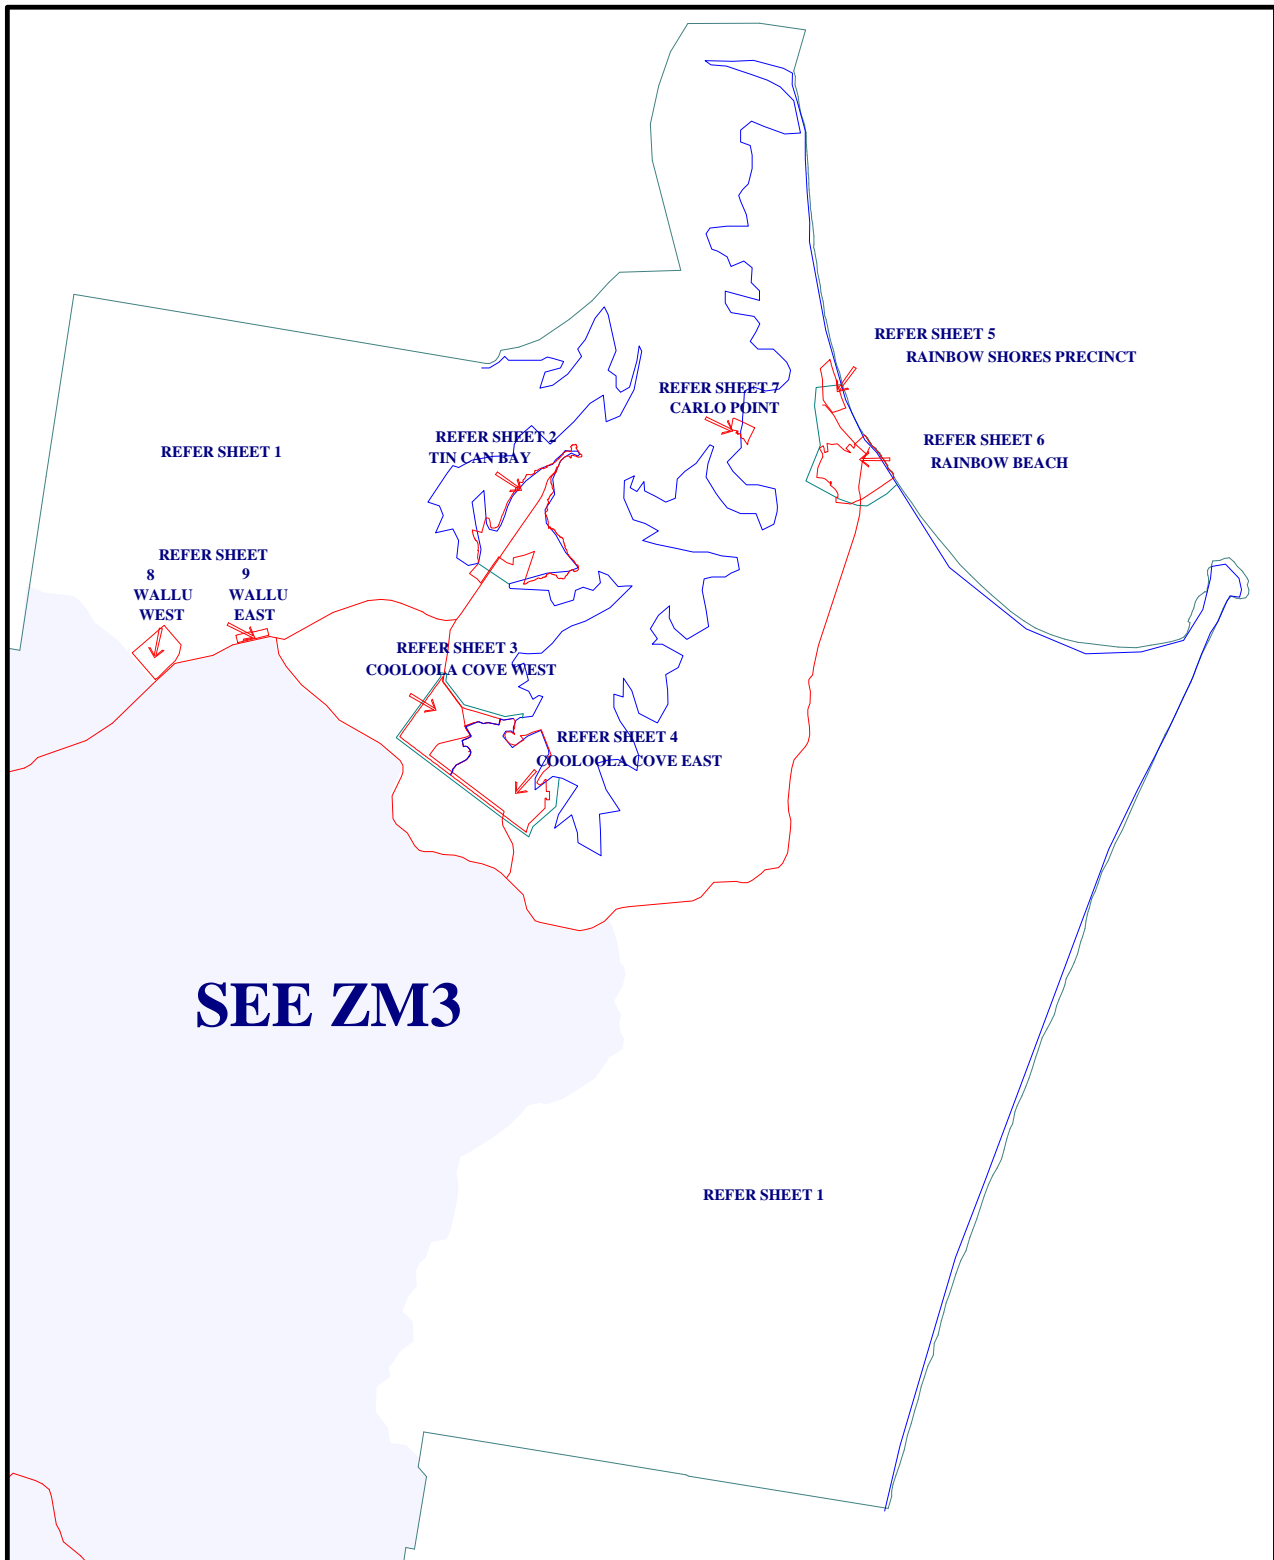 REFER SHEET 5
RAINBOW SHORES PRECINCT
REFER SHEET 7
CARLO POINT
REFER SHEET 2
TIN CAN BAY
REFER SHEET 6
RAINBOW BEACH
REFER SHEET 1
REFER SHEET
8 9
WALLU WALLU
WEST EAST
REFER SHEET 3
COOLOOLA COVE WEST
REFER SHEET 4
COOLOOLA COVE EAST
SEE ZM3
REFER SHEET 1